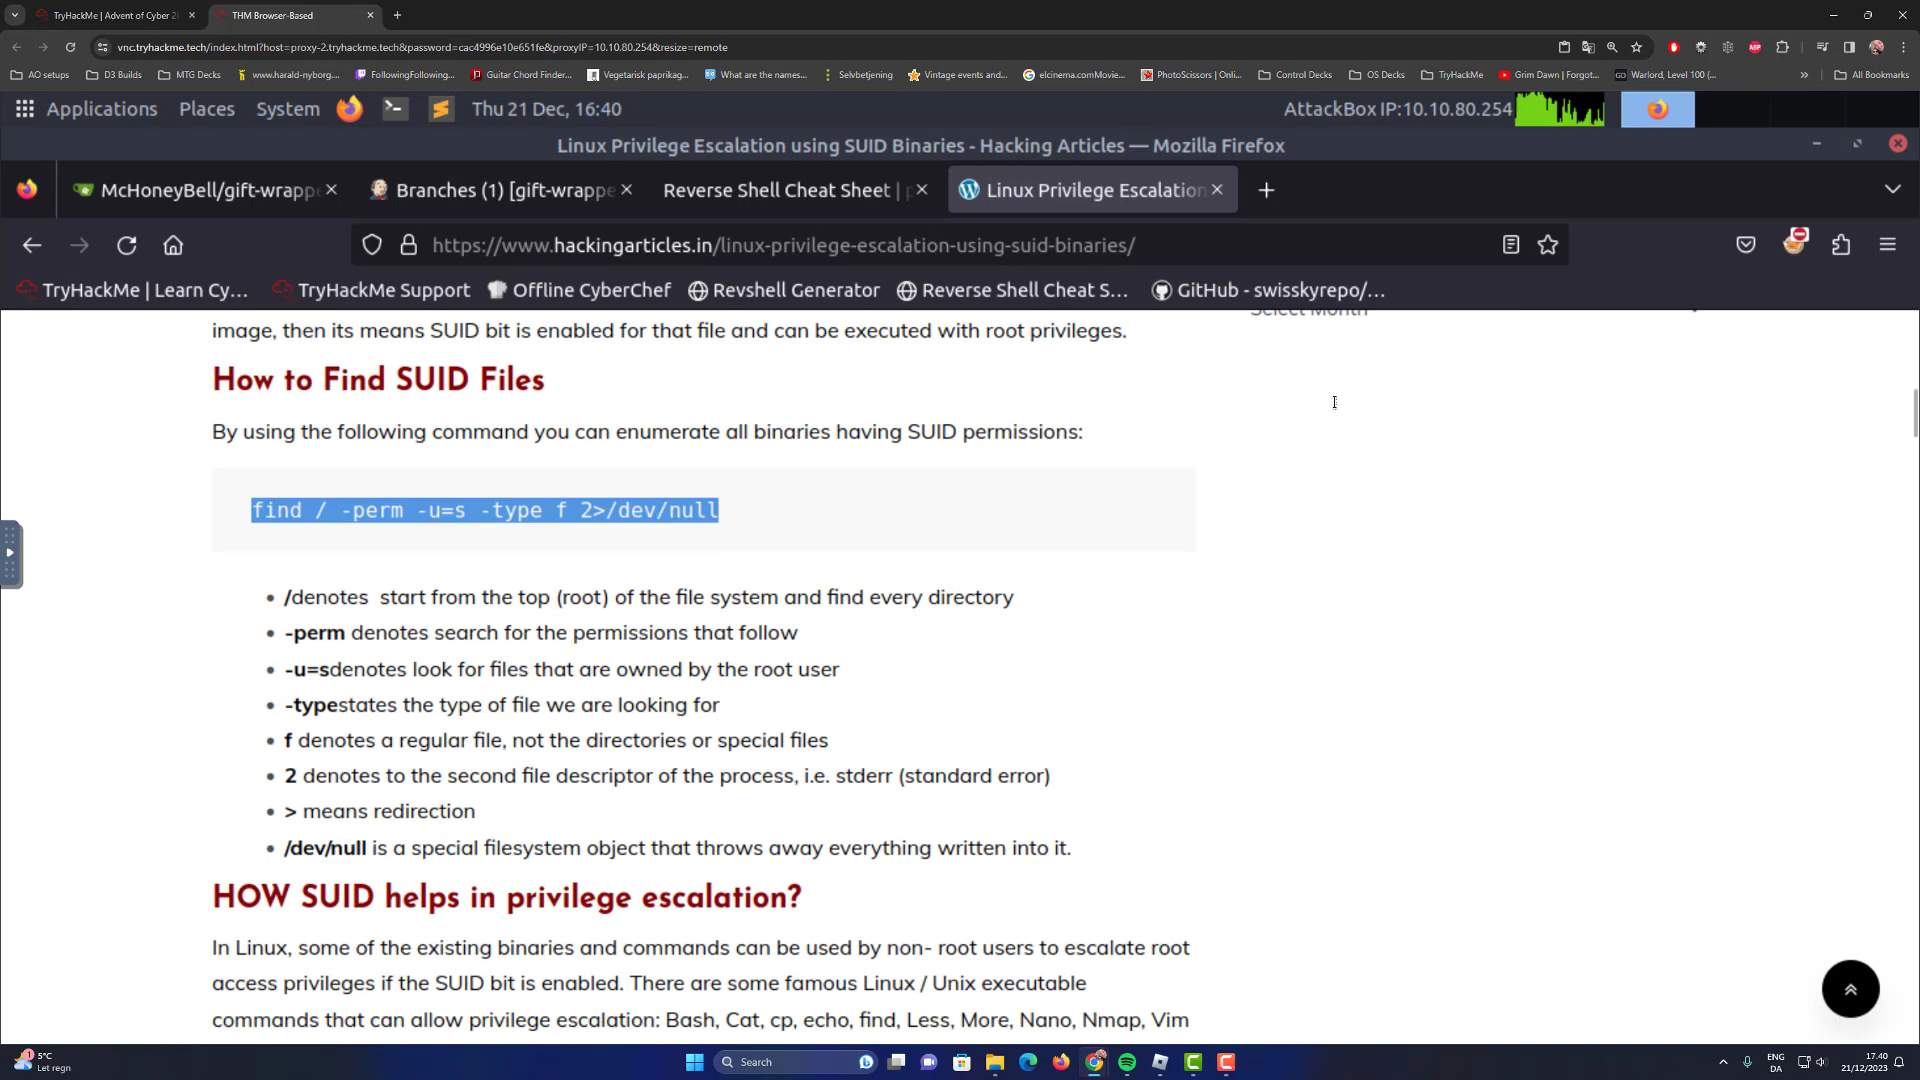 TryHackMe | Advent of Cyber 2
THM Browser-Based
vnc.tryhackme.tech/index.html?host=proxy-2.tryhackme.tech&password=cac4996e10e651fe&proxyIP=10.10.80.254&resize=remote
AO setups
D3 Builds
MTG Decks
www.harald-nyborg....
FollowingFollowing...
Guitar Chord Finder...
Vegetarisk paprikag...
What are the names...
Selvbetjening
Vintage events and...
elcinema.comMovie...
PhotoScissors | Onli...
Control Decks
OS Decks
TryHackMe
Grim Dawn | Forgot...
Warlord, Level 100 (...
All Bookmarks
Applications Places System
Thu 21 Dec, 16:40
AttackBox IP:10.10.80.254
Linux Privilege Escalation using SUID Binaries - Hacking Articles — Mozilla Firefox
McHoneyBell/gift-wrappe
Branches (1) [gift-wrappe
Reverse Shell Cheat Sheet | p
Linux Privilege Escalation
https://www.hackingarticles.in/linux-privilege-escalation-using-suid-binaries/
TryHackMe | Learn Cy...
TryHackMe Support
Offline CyberChef
Revshell Generator
Reverse Shell Cheat S...
GitHub - swisskyrepo/...
Select Month
image, then its means SUID bit is enabled for that file and can be executed with root privileges.
How to Find SUID Files
By using the following command you can enumerate all binaries having SUID permissions:
find / -perm -u=s -type f 2>/dev/null
/denotes start from the top (root) of the file system and find every directory
-perm denotes search for the permissions that follow
-u=sdenotes look for files that are owned by the root user
-typestates the type of file we are looking for
f denotes a regular file, not the directories or special files
2 denotes to the second file descriptor of the process, i.e. stderr (standard error)
> means redirection
/dev/null is a special filesystem object that throws away everything written into it.
HOW SUID helps in privilege escalation?
In Linux, some of the existing binaries and commands can be used by non- root users to escalate root
access privileges if the SUID bit is enabled. There are some famous Linux / Unix executable
commands that can allow privilege escalation: Bash, Cat, cp, echo, find, Less, More, Nano, Nmap, Vim
5°C
Let regn
Search
ENG
DA
17.40
21/12/2023